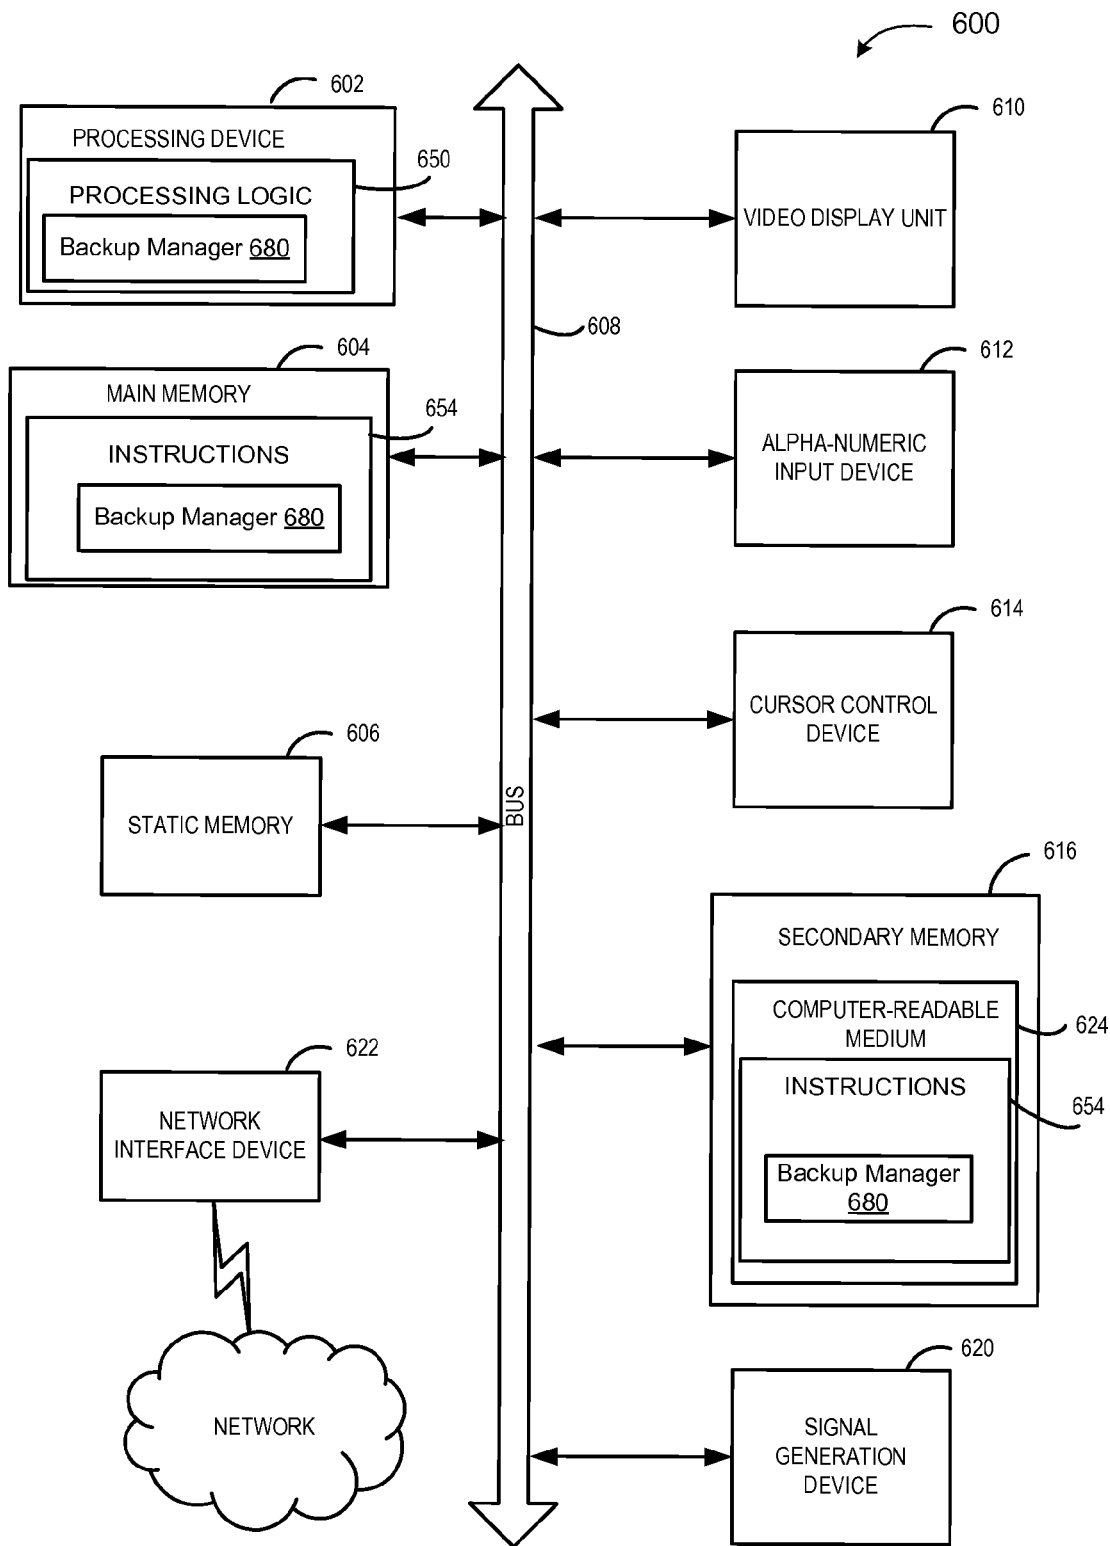 600
602
PROCESSING DEVICE
650
PROCESSING LOGIC
Backup Manager 680
610
VIDEO DISPLAY UNIT
608
604
MAIN MEMORY
654
INSTRUCTIONS
Backup Manager 680
612
ALPHA-NUMERIC
INPUT DEVICE
614
CURSOR CONTROL
DEVICE
606
STATIC MEMORY
BUS
616
SECONDARY MEMORY
COMPUTER-READABLE
MEDIUM
624
INSTRUCTIONS
654
Backup Manager
680
622
NETWORK
INTERFACE DEVICE
NETWORK
620
SIGNAL
GENERATION
DEVICE